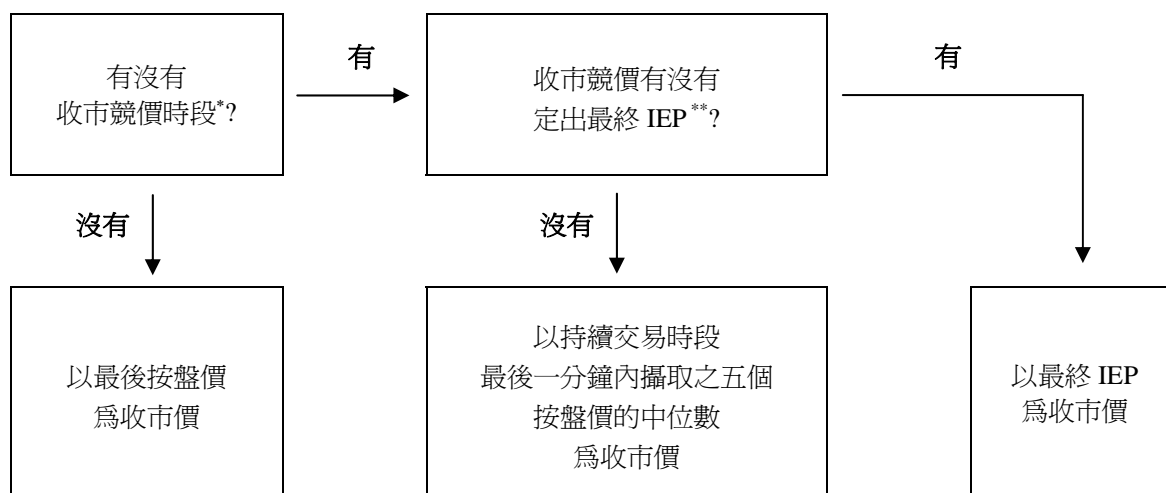 有沒有
收市競價時段*?
有
收市競價有沒有
定出最終 IEP**?
有
沒有
沒有
以最後按盤價
爲收市價
以持續交易時段
最後一分鐘內攝取之五個
按盤價的中位數
爲收市價
以最終 IEP
爲收市價